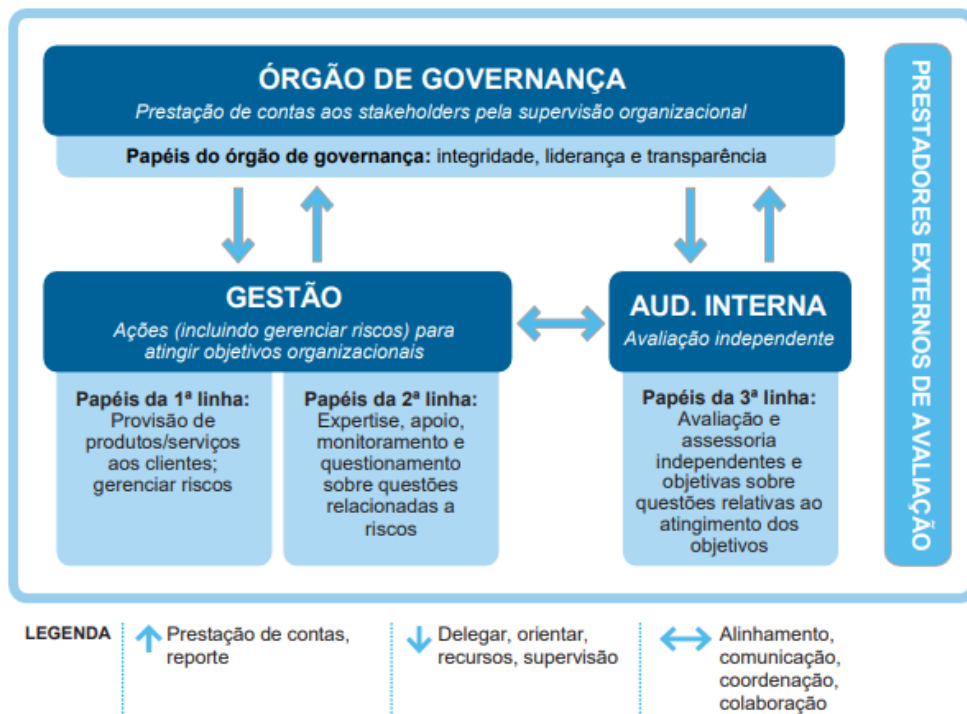 ÓRGÃO DE GOVERNANÇA
Prestação de contas aos stakeholders pela supervisão organizacional
Papéis do órgão de governança: integridade, liderança e transparência
GESTÃO
Ações (incluindo gerenciar riscos) para
atingir objetivos organizacionais
Papéis da 1ª linha:
Provisão de
produtos/serviços
aos clientes;
gerenciar riscos
Papéis da 2ª linha:
Expertise, apoio,
monitoramento e
questionamento
sobre questões
relacionadas a
riscos
AUD. INTERNA
Avaliação independente
Papéis da 3ª linha:
Avaliação e
assessoria
independentes e
objetivas sobre
questões relativas ao
atingimento dos
objetivos
PRESTADORES EXTERNOS DE AVALIAÇÃO
LEGENDA
Prestação de contas,
reporte
Delegar, orientar,
recursos, supervisão
Alinhamento,
comunicação,
coordenação,
colaboração